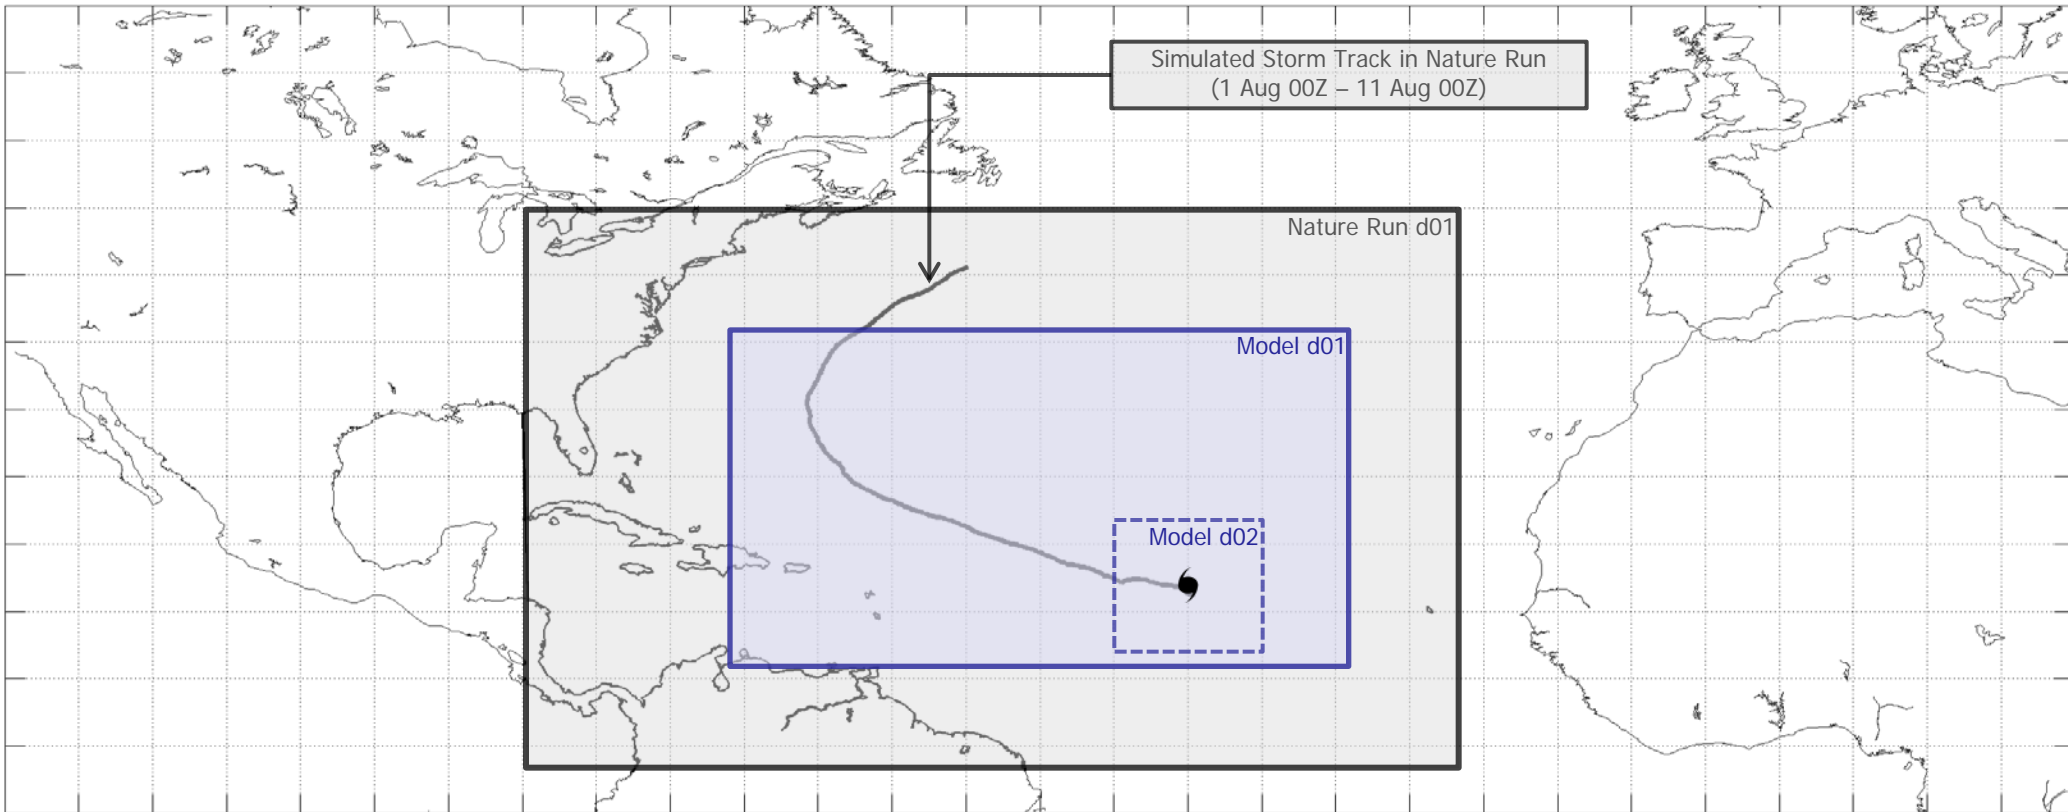 Simulated Storm Track in Nature Run
(1 Aug 00Z – 11 Aug 00Z)
Nature Run d01
Model d01
Model d02